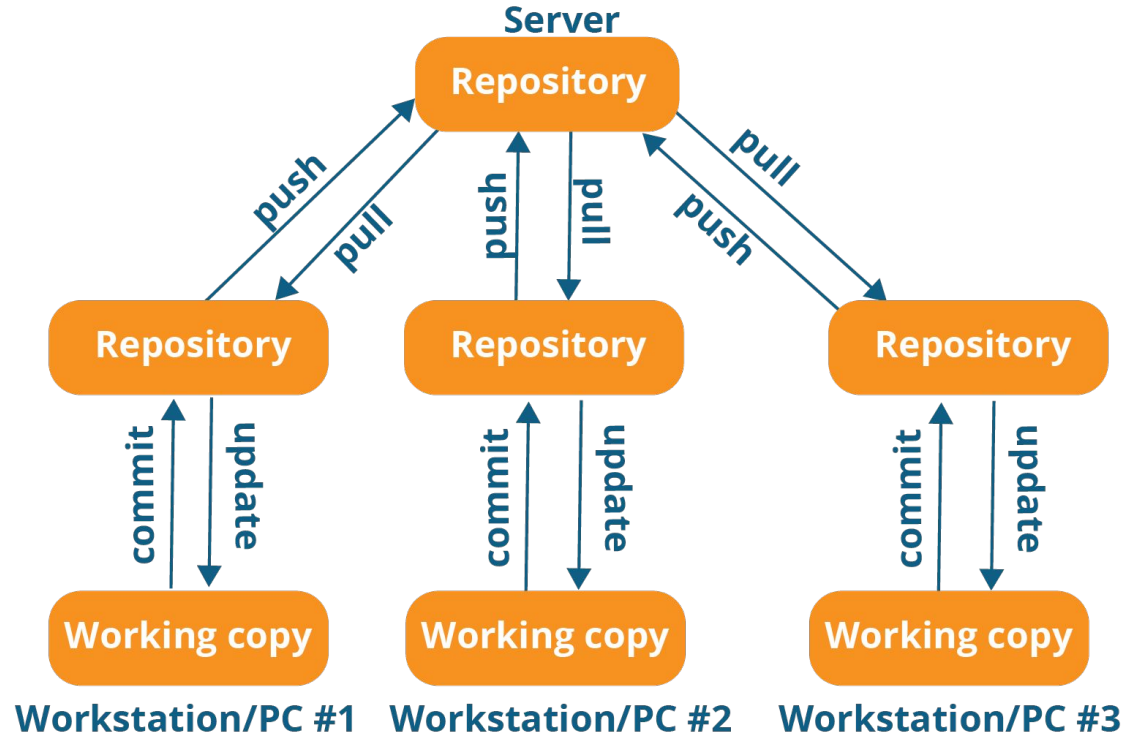 Server
Repository
push
pull
push
pull
push
pull
Repository
Repository
Repository
commit
update
commit
update
commit
update
Working copy
Working copy
Working copy
Workstation/PC #1
Workstation/PC #2
Workstation/PC #3